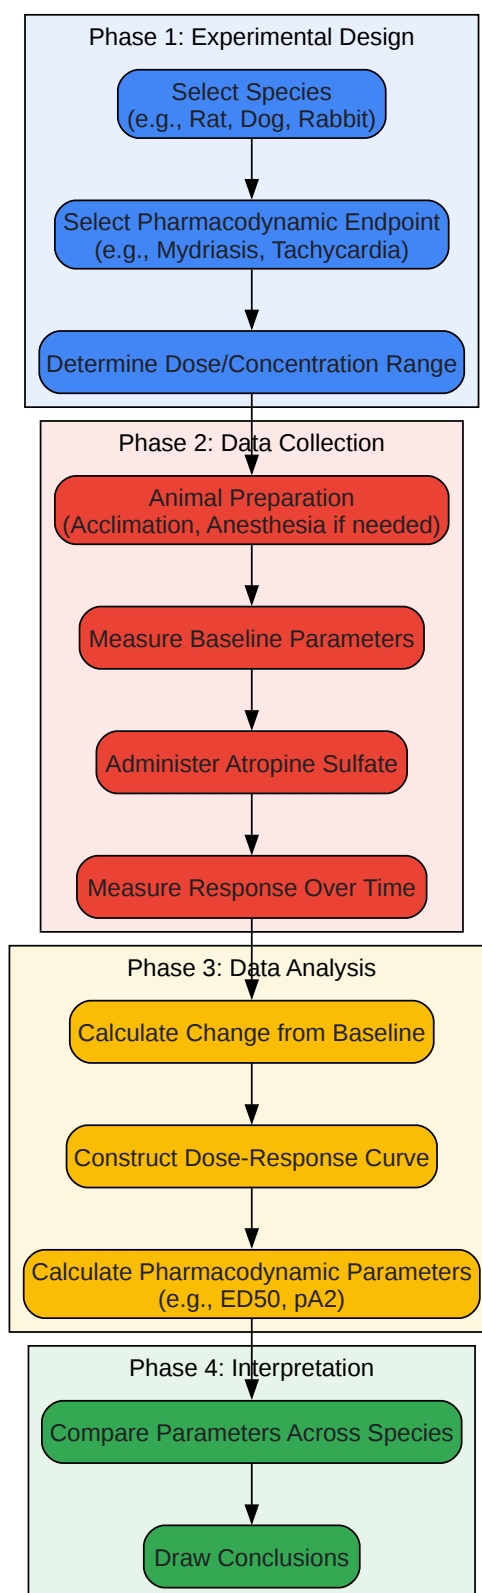 Phase 1: Experimental Design
Select Species
(e.g., Rat, Dog, Rabbit)
Select Pharmacodynamic Endpoint
(e.g., Mydriasis, Tachycardia)
Determine Dose/Concentration Range
Phase 2: Data Collection
Animal Preparation
(Acclimation, Anesthesia if needed)
Measure Baseline Parameters
Administer Atropine Sulfate
Measure Response Over Time
Phase 3: Data Analysis
Calculate Change from Baseline
Construct Dose-Response Curve
Calculate Pharmacodynamic Parameters
(e.g., ED50, pA2)
Phase 4: Interpretation
Compare Parameters Across Species
Draw Conclusions